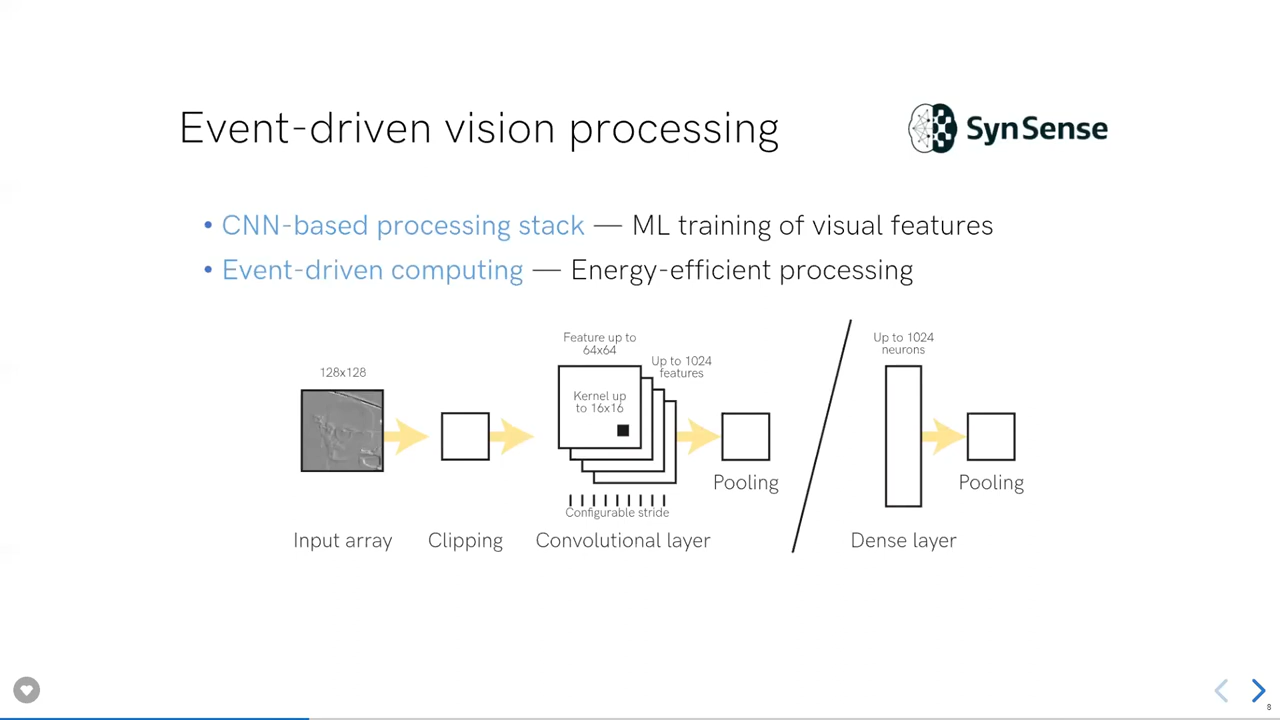 Event-driven vision processing
SynSense
• CNN-based processing stack — ML training of visual features
• Event-driven computing — Energy-efficient processing
128x128
Input array
Clipping
Feature up to
64x64
Up to 1024
features
Kernel up
to 16x16
Configurable stride
Convolutional layer
Pooling
Up to 1024
neurons
Dense layer
Pooling
8